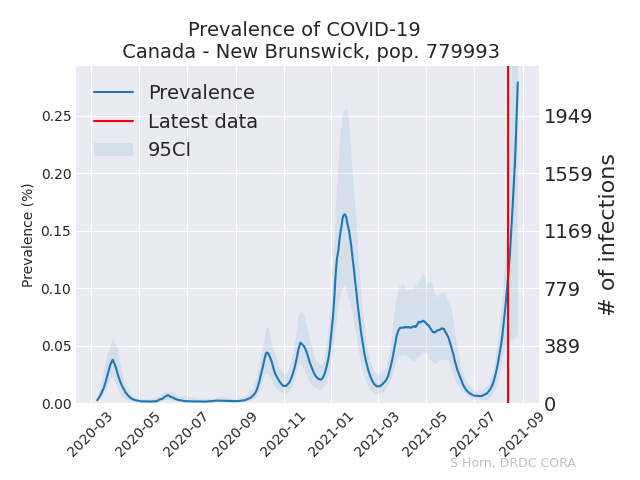 Prevalence of COVID-19
Canada - New Brunswick, pop. 779993
Prevalence
Latest data
95CI
Prevalence (%)
0.25
0.20
0.15
0.10
0.05
0.00
1949
1559
1169
779
389
0
# of infections
2020-03
2020-05
2020-07
2020-09
2020-11
2021-01
2021-03
2021-05
2021-07
2021-09
S Horn, DRDC CORA